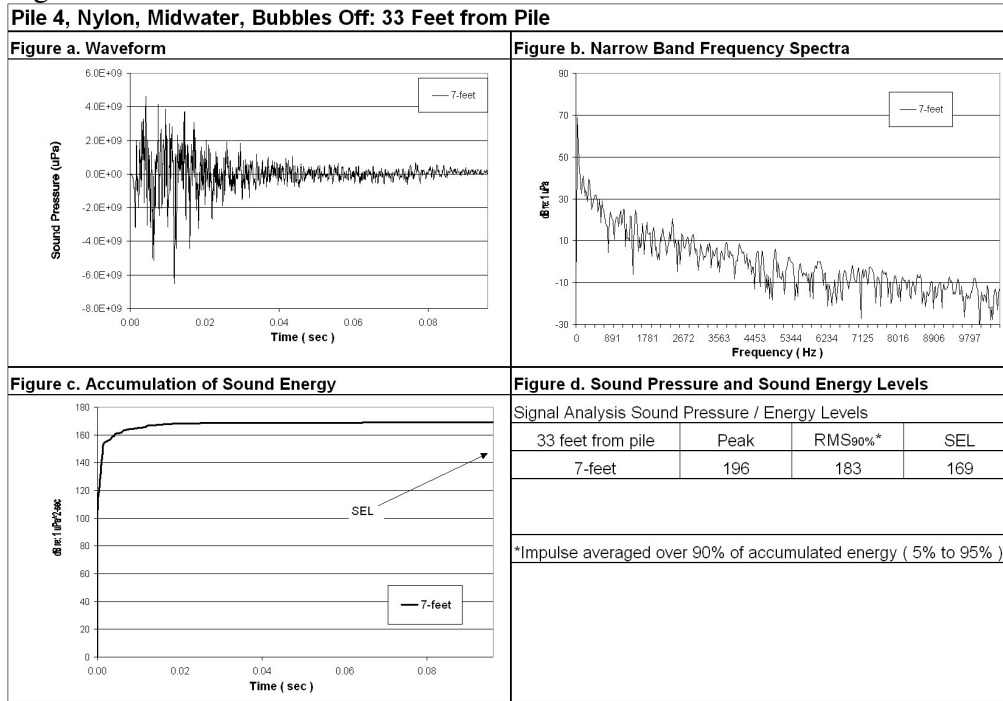 Pile 4, Nylon, Midwater, Bubbles Off: 33 Feet from Pile
Figure a. Waveform
6.0E+09
4.0E+09
2.0E+09
0.0E+00
-2.0E+09
-4.0E+09
-6.0E+09
-8.0E+09
Sound Pressure (uPa)
7-feet
0.00 0.02 0.04 0.06 0.08
Time ( sec )
Figure b. Narrow Band Frequency Spectra
90
70
50
30
10
-10
-30
dB re: 1 uPa
7-feet
0 891 1781 2672 3563 4453 5344 6234 7125 8016 8906 9797
Frequency ( Hz )
Figure c. Accumulation of Sound Energy
180
160
140
120
100
80
60
40
20
0
dB re: 1 uPa^2-sec
SEL
7-feet
0.00 0.02 0.04 0.06 0.08
Time ( sec )
Figure d. Sound Pressure and Sound Energy Levels
Signal Analysis Sound Pressure / Energy Levels
33 feet from pile Peak RMS90%* SEL
7-feet 196 183 169
*Impulse averaged over 90% of accumulated energy ( 5% to 95% )